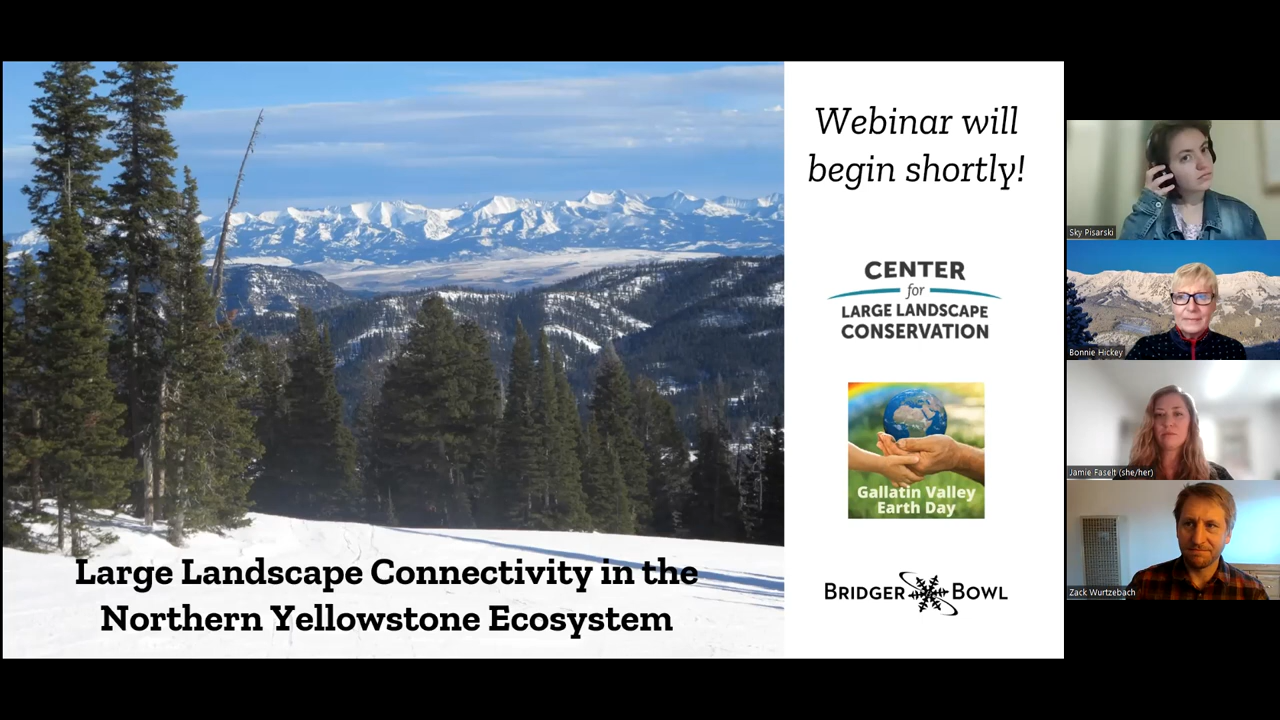 Webinar will
begin shortly!
CENTER
for
LARGE LANDSCAPE
CONSERVATION
Gallatin Valley
Earth Day
BRIDGER BOWL
Large Landscape Connectivity in the
Northern Yellowstone Ecosystem
Sky Pisarski
Bonnie Hickey
Jamie Faselt (she/her)
Zack Wurtzebach